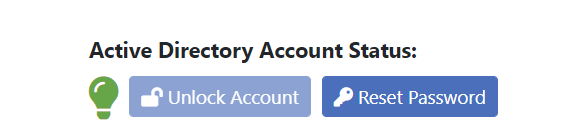 Active Directory Account Status:
Unlock Account Reset Password